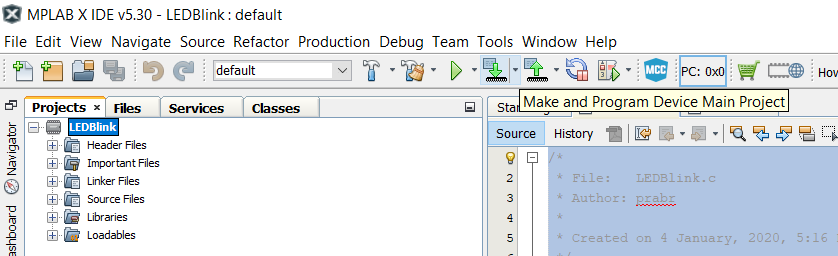 MPLAB X IDE v5.30 - LEDBlink : default
File Edit View Navigate Source Refactor Production Debug Team Tools Window Help
default
MCC
PC: 0x0
How
Make and Program Device Main Project
Projects × Files Services Classes
Navigator
LEDBlink
Header Files
Important Files
Linker Files
Source Files
Libraries
Loadables
Source History
1 /*
2 * File: LEDBlink.c
3 * Author: prabr
4 *
5 * Created on 4 January, 2020, 5:16